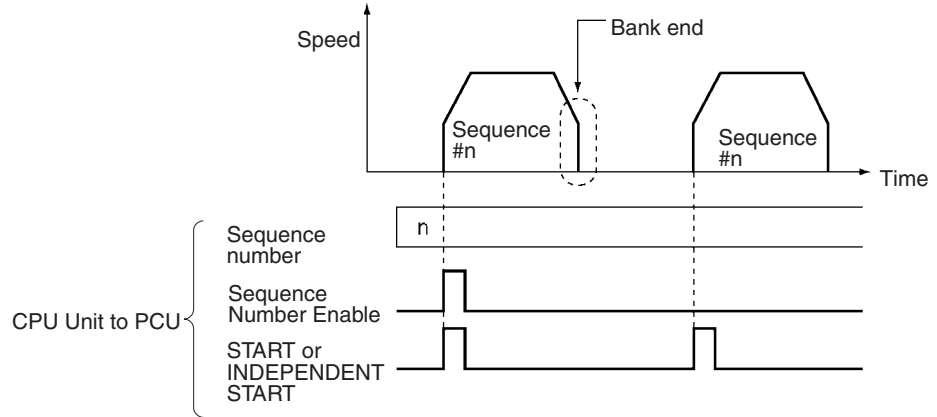 Speed
Bank end
Sequence
#n
Sequence
#n
Time
CPU Unit to PCU
Sequence
number
n
Sequence
Number Enable
START or
INDEPENDENT
START